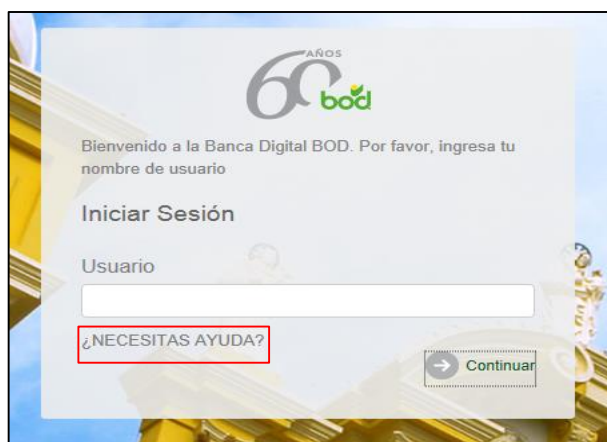 60 AÑOS
bod
Bienvenido a la Banca Digital BOD. Por favor, ingresa tu
nombre de usuario
Iniciar Sesión
Usuario
¿NECESITAS AYUDA?
Continuar